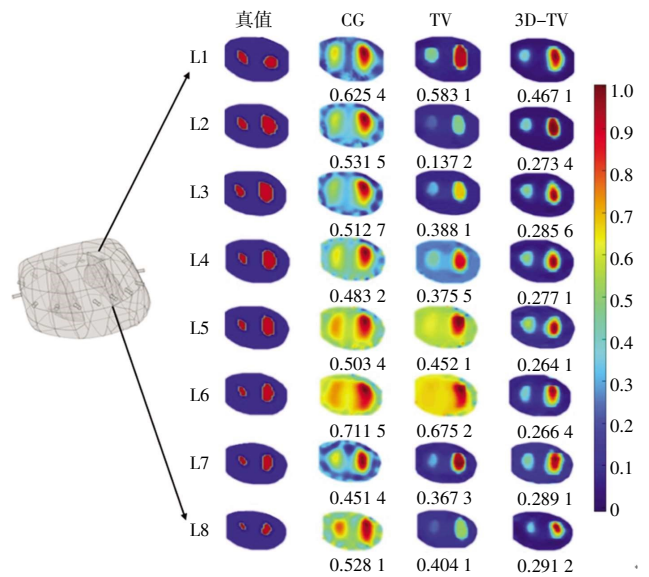 真值 CG TV 3D-TV
L1
0.625 4 0.583 1 0.467 1
1.0
L2
0.9
0.531 5 0.137 2 0.273 4
0.8
L3
0.7
0.512 7 0.388 1 0.285 6
L4
0.6
0.483 2 0.375 5 0.277 1
0.5
L5
0.4
0.503 4 0.452 1 0.264 1
L6
0.3
0.711 5 0.675 2 0.266 4
0.2
L7
0.1
0.451 4 0.367 3 0.289 1
0
L8
0.528 1 0.404 1 0.291 2